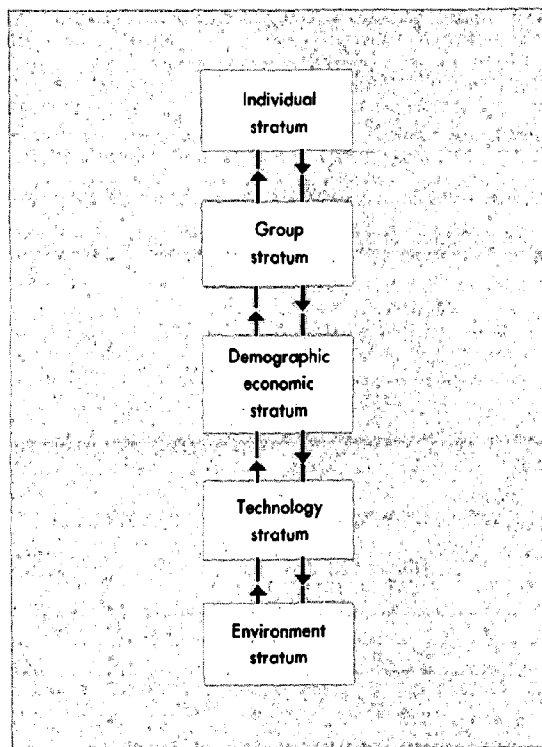 Individual
stratum
Group
stratum
Demographic
economic
stratum
Technology
stratum
Environment
stratum